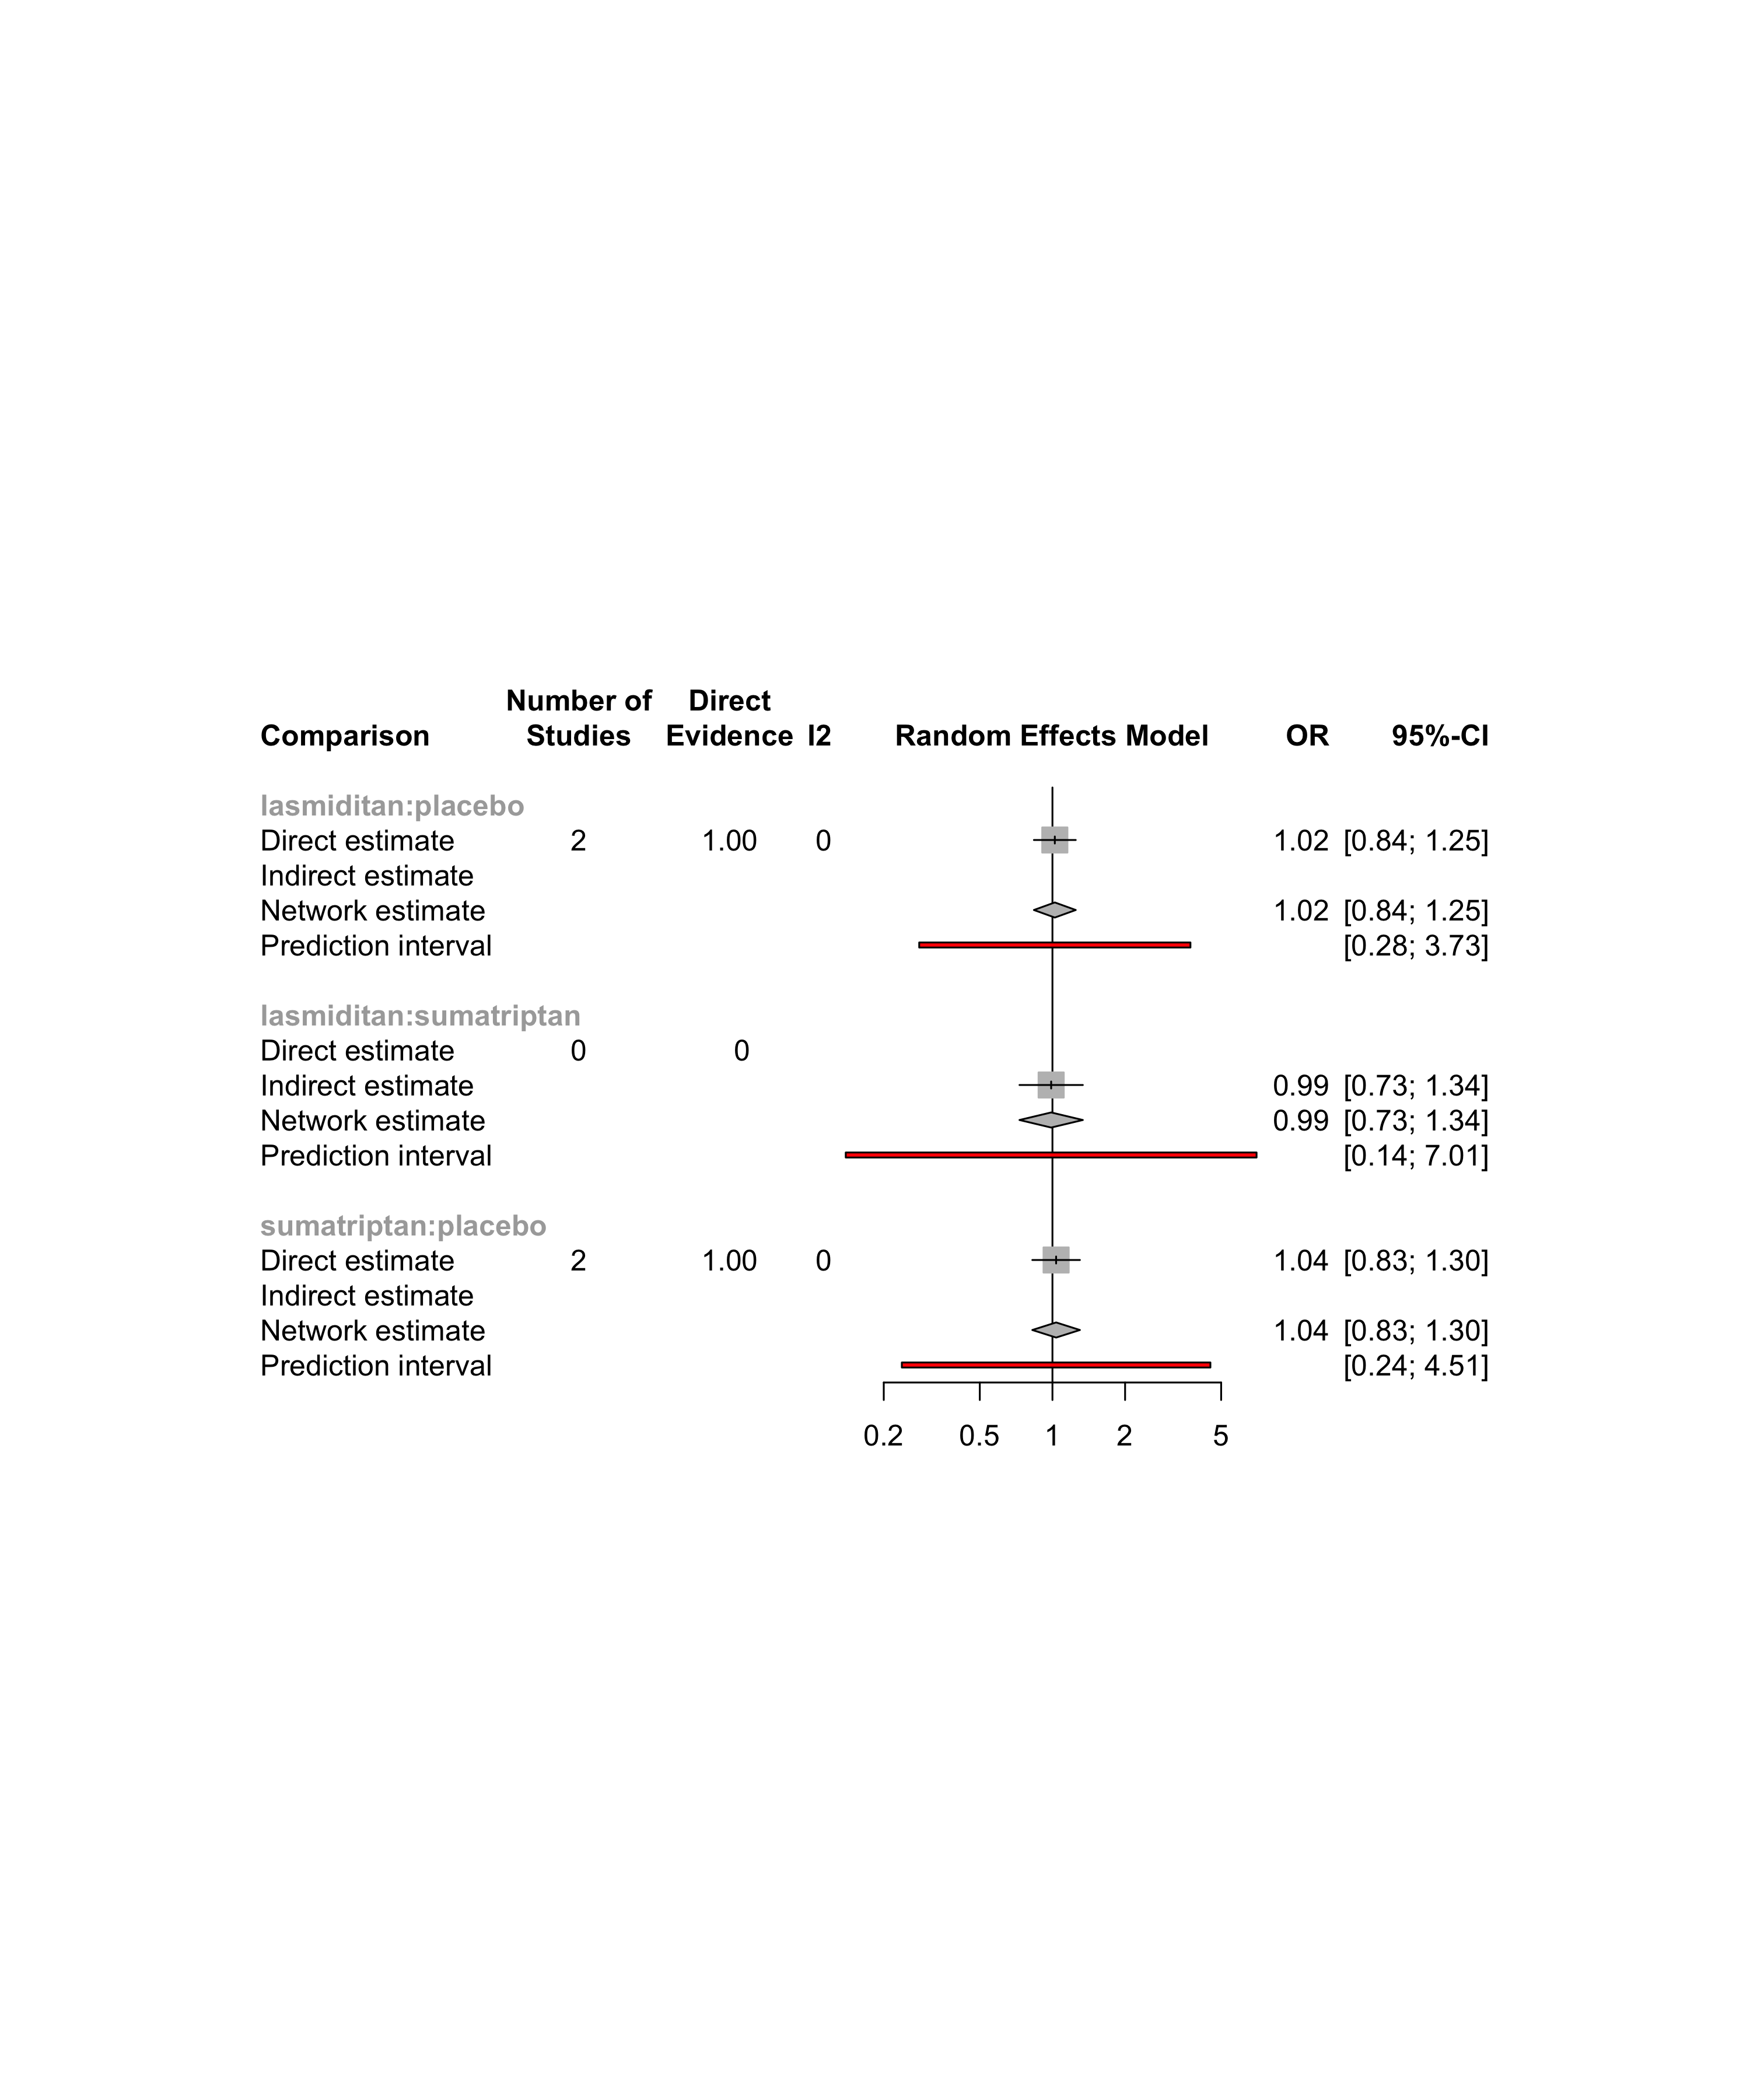 Number of Direct
Comparison Studies Evidence I2 Random Effects Model OR 95%-CI
lasmiditan:placebo
Direct estimate 2 1.00 0 1.02 [0.84; 1.25]
Indirect estimate
Network estimate 1.02 [0.84; 1.25]
Prediction interval [0.28; 3.73]
lasmiditan:sumatriptan
Direct estimate 0 0
Indirect estimate 0.99 [0.73; 1.34]
Network estimate 0.99 [0.73; 1.34]
Prediction interval [0.14; 7.01]
sumatriptan:placebo
Direct estimate 2 1.00 0 1.04 [0.83; 1.30]
Indirect estimate
Network estimate 1.04 [0.83; 1.30]
Prediction interval [0.24; 4.51]
0.2 0.5 1 2 5